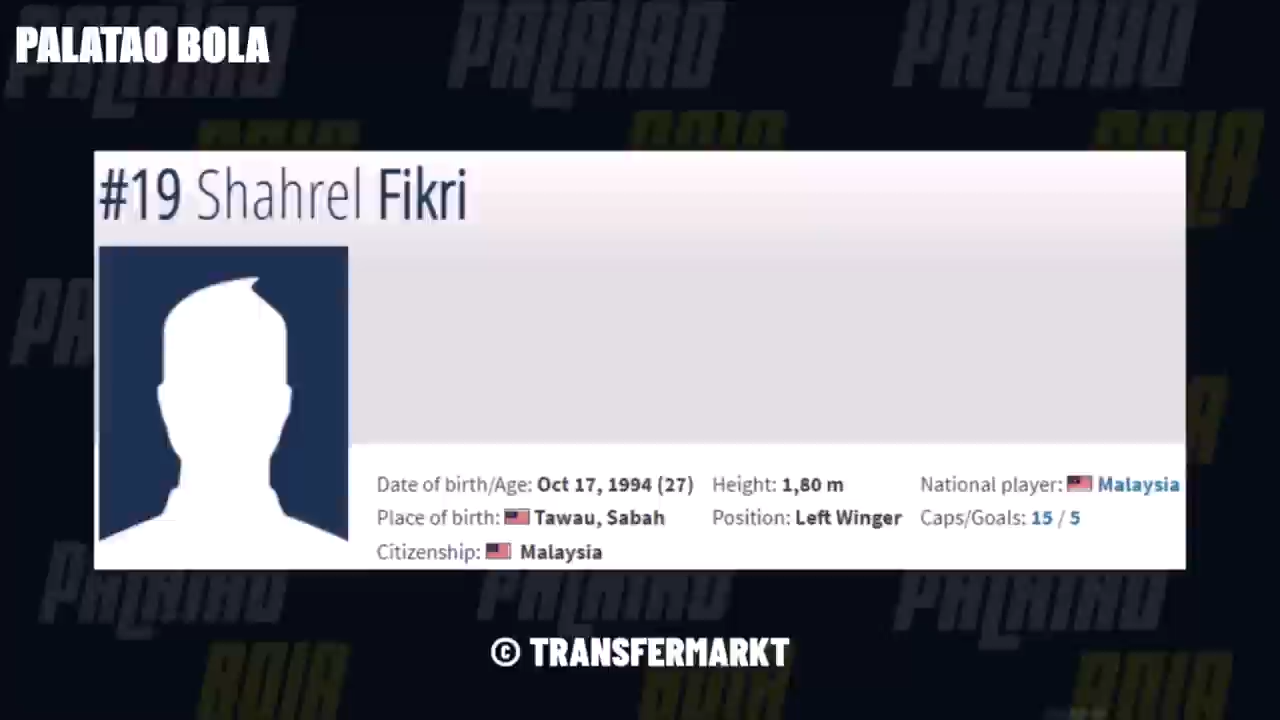 PALATAO BOLA
#19 Shahrel Fikri
Date of birth/Age: Oct 17, 1994 (27) Height: 1,80 m National player: Malaysia
Place of birth: Tawau, Sabah Position: Left Winger Caps/Goals: 15 / 5
Citizenship: Malaysia
© TRANSFERMARKT